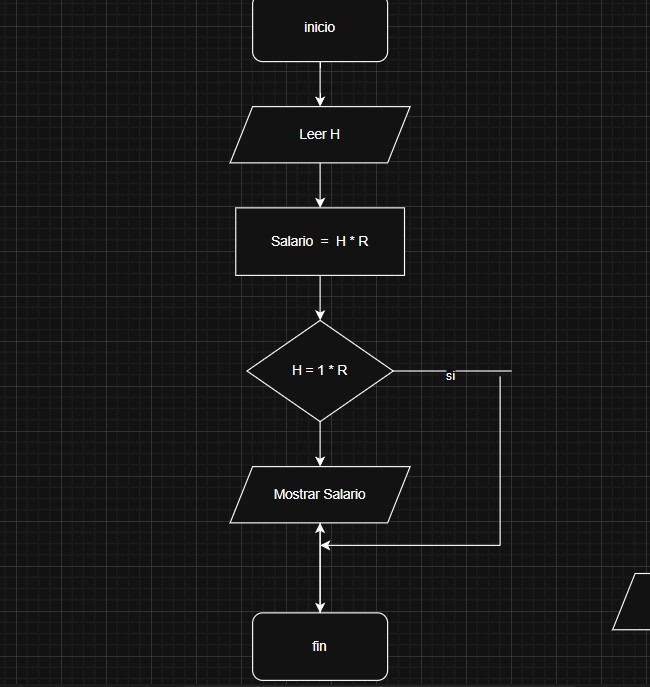 inicio
Leer H
Salario = H * R
H = 1 * R
si
Mostrar Salario
fin